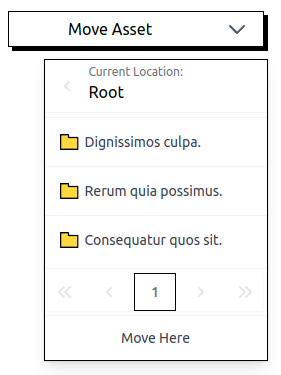 Move Asset
Current Location:
Root
Dignissimos culpa.
Rerum quia possimus.
Consequatur quos sit.
1
Move Here